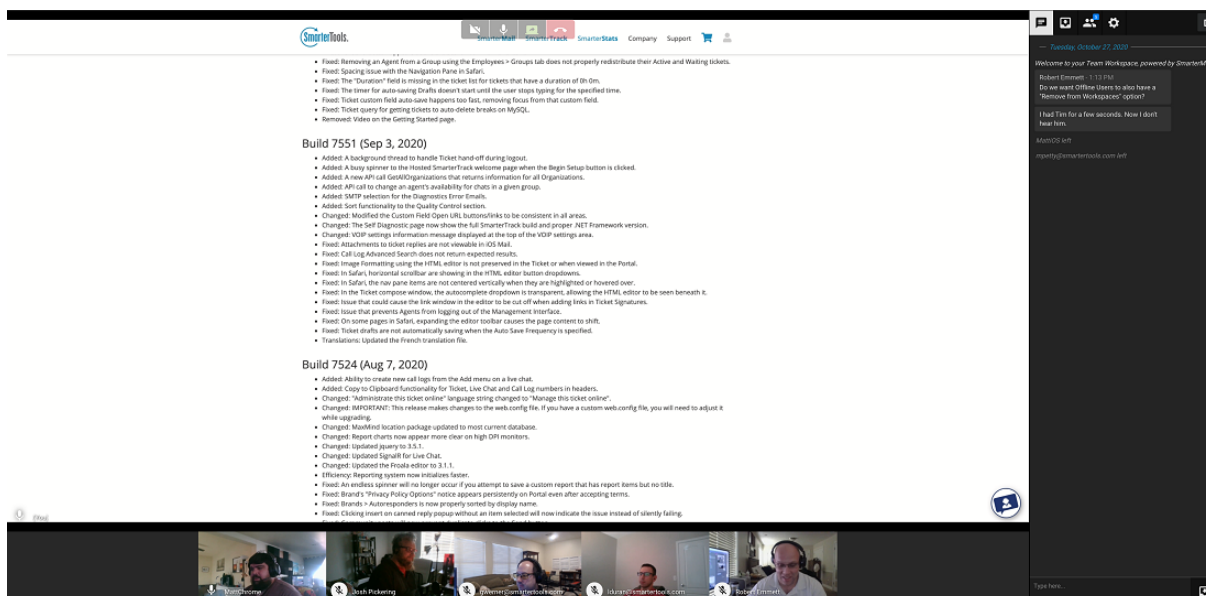 SmarterTools.
SmarterMail SmarterTrack SmarterStats Company Support
Fixed: Removing an Agent from a Group using the Employees > Groups tab does not properly redistribute their Active and Waiting tickets.
Fixed: Spacing issue with the Navigation Pane in Safari.
Fixed: The "Duration" field is missing in the ticket list for tickets that have a duration of 0h 0m.
Fixed: The timer for auto-saving Drafts doesn't start until the user stops typing for the specified time.
Fixed: Ticket custom field auto-save happens too fast, removing focus from that custom field.
Fixed: Ticket query for getting tickets to auto-delete breaks on MySQL.
Removed: Video on the Getting Started page.
Build 7551 (Sep 3, 2020)
Added: A background thread to handle Ticket hand-off during logout.
Added: A busy spinner to the Hosted SmarterTrack welcome page when the Begin Setup button is clicked.
Added: A new API call GetAllOrganizations that returns information for all Organizations.
Added: API call to change an agent's availability for chats in a given group.
Added: SMTP selection for the Diagnostics Error Emails.
Added: Sort functionality to the Quality Control section.
Changed: Modified the Custom Field Open URL buttons/links to be consistent in all areas.
Changed: The Self Diagnostic page now show the full SmarterTrack build and proper .NET Framework version.
Changed: VOIP settings information message displayed at the top of the VOIP settings area.
Fixed: Attachments to ticket replies are not viewable in iOS Mail.
Fixed: Call Log Advanced Search does not return expected results.
Fixed: Image Formatting using the HTML editor is not preserved in the Ticket or when viewed in the Portal.
Fixed: In Safari, horizontal scrollbar are showing in the HTML editor button dropdowns.
Fixed: In Safari, the nav pane items are not centered vertically when they are highlighted or hovered over.
Fixed: In the Ticket compose window, the autocomplete dropdown is transparent, allowing the HTML editor to be seen beneath it.
Fixed: Issue that could cause the link window in the editor to be cut off when adding links in Ticket Signatures.
Fixed: Issue that prevents Agents from logging out of the Management Interface.
Fixed: On some pages in Safari, expanding the editor toolbar causes the page content to shift.
Fixed: Ticket drafts are not automatically saving when the Auto Save Frequency is specified.
Translations: Updated the French translation file.
Build 7524 (Aug 7, 2020)
Added: Ability to create new call logs from the Add menu on a live chat.
Added: Copy to Clipboard functionality for Ticket, Live Chat and Call Log numbers in headers.
Changed: "Administrate this ticket online" language string changed to "Manage this ticket online".
Changed: IMPORTANT: This release makes changes to the web.config file. If you have a custom web.config file, you will need to adjust it
while upgrading.
Changed: MaxMind location package updated to most current database.
Changed: Report charts now appear more clear on high DPI monitors.
Changed: Updated jquery to 3.5.1.
Changed: Updated SignalR for Live Chat.
Changed: Updated the Froala editor to 3.1.1.
Efficiency: Reporting system now initializes faster.
Fixed: An endless spinner will no longer occur if you attempt to save a custom report that has report items but no title.
Fixed: Brand's "Privacy Policy Options" notice appears persistently on Portal even after accepting terms.
Fixed: Brands > Autoresponders is now properly sorted by display name.
Fixed: Clicking insert on canned reply popup without an item selected will now indicate the issue instead of silently failing.
(You)
MattChrome
Josh Pickering
gwerner@smartertools.com
lduran@smartertools.com
Robert Emmett
Tuesday, October 27, 2020
Welcome to your Team Workspace, powered by SmarterM
Robert Emmett - 1:13 PM
Do we want Offline Users to also have a
"Remove from Workspaces" option?
I had Tim for a few seconds. Now I don't
hear him.
MattiOS left
mpetty@smartertools.com left
Type here...